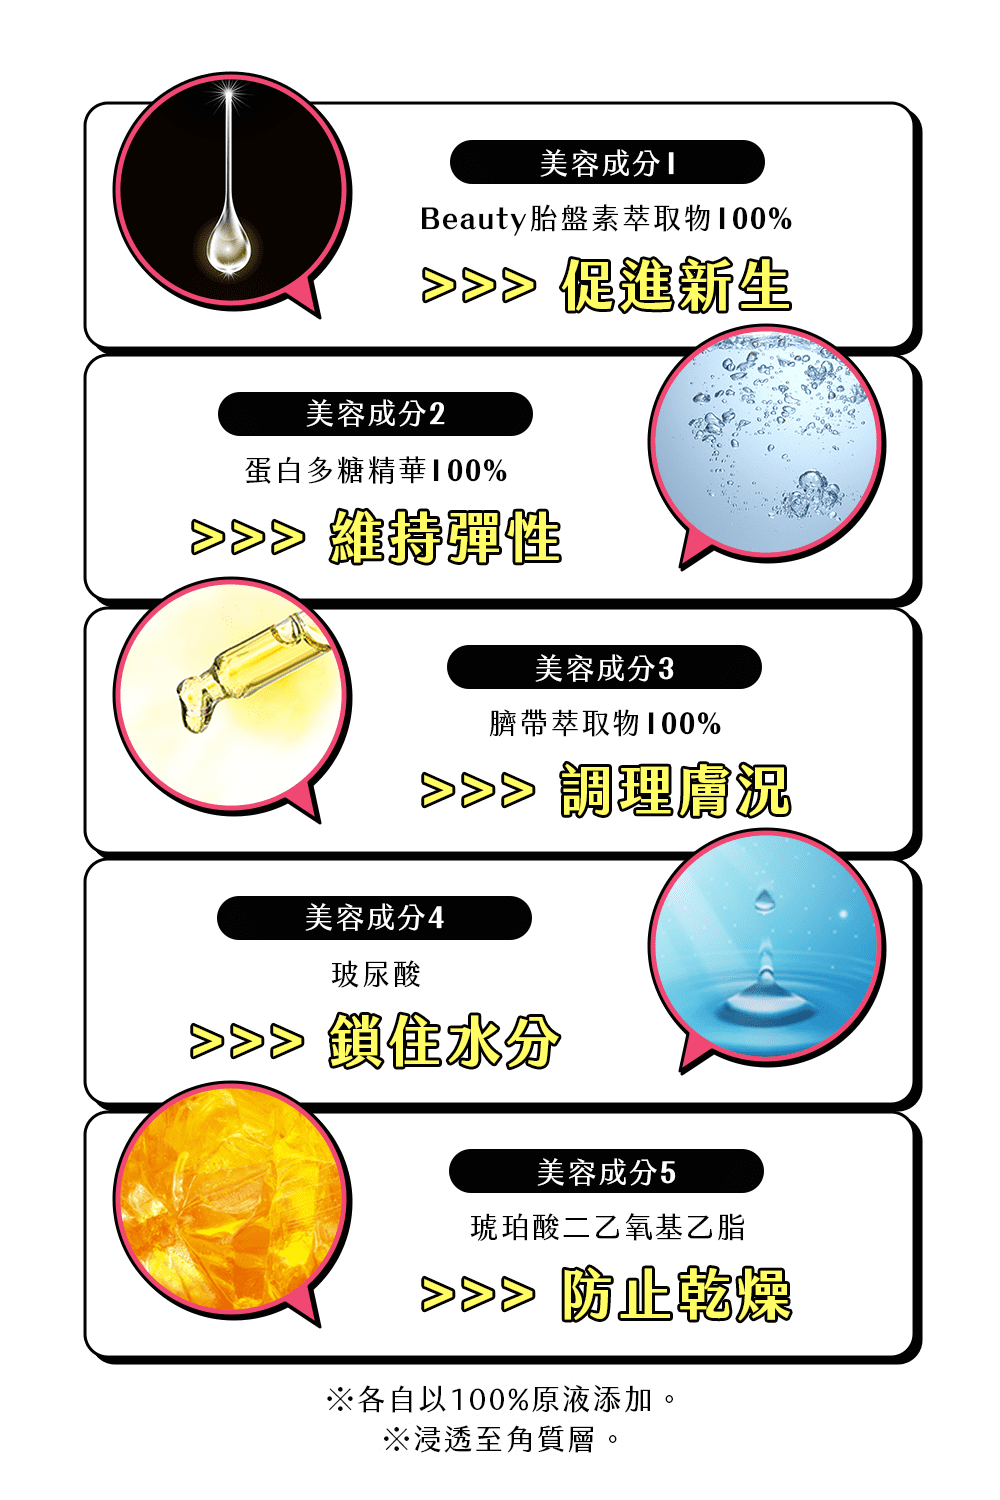 美容成分1
Beauty胎盤素萃取物100%
>>> 促進新生
美容成分2
蛋白多糖精華100%
>>> 維持彈性
美容成分3
臍帶萃取物100%
>>> 調理膚況
美容成分4
玻尿酸
>>> 鎖住水分
美容成分5
琥珀酸二乙氧基乙脂
>>> 防止乾燥
※各自以100%原液添加。
※浸透至角質層。